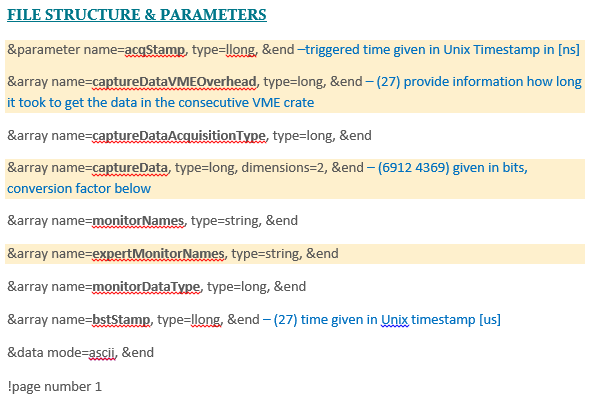 FILE STRUCTURE & PARAMETERS
&parameter name=acqStamp, type=llong, &end –triggered time given in Unix Timestamp in [ns]
&array name=captureDataVMEOverhead, type=long, &end – (27) provide information how long
it took to get the data in the consecutive VME crate
&array name=captureDataAcquisitionType, type=long, &end
&array name=captureData, type=long, dimensions=2, &end – (6912 4369) given in bits,
conversion factor below
&array name=monitorNames, type=string, &end
&array name=expertMonitorNames, type=string, &end
&array name=monitorDataType, type=long, &end
&array name=bstStamp, type=llong, &end – (27) time given in Unix timestamp [us]
&data mode=ascii, &end
!page number 1